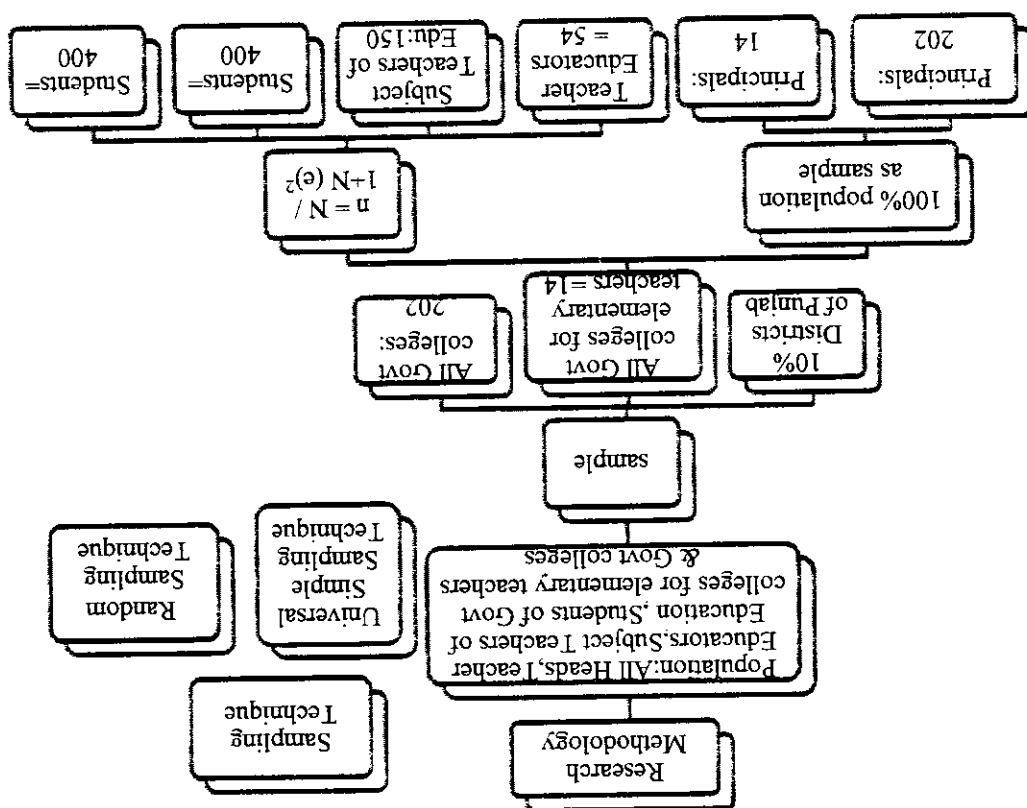 Research
Methodology
Sampling
Technique
Population:All Heads,Teacher
Educators.Subject Teachers of
Education ,Students of Govt
colleges for elementary teachers
& Govt colleges
Universal
Simple
Sampling
Technique
Random
Sampling
Technique
sample
10%
Districts
of Punjab
All Govt
colleges for
elementary
teachers =14
All Govt
colleges:
202
100% population
as sample
n = N /
1+N (e)²
Principals:
202
Principals:
14
Teacher
Educators
= 54
Subject
Teachers of
Edu:150
Students=
400
Students=
400